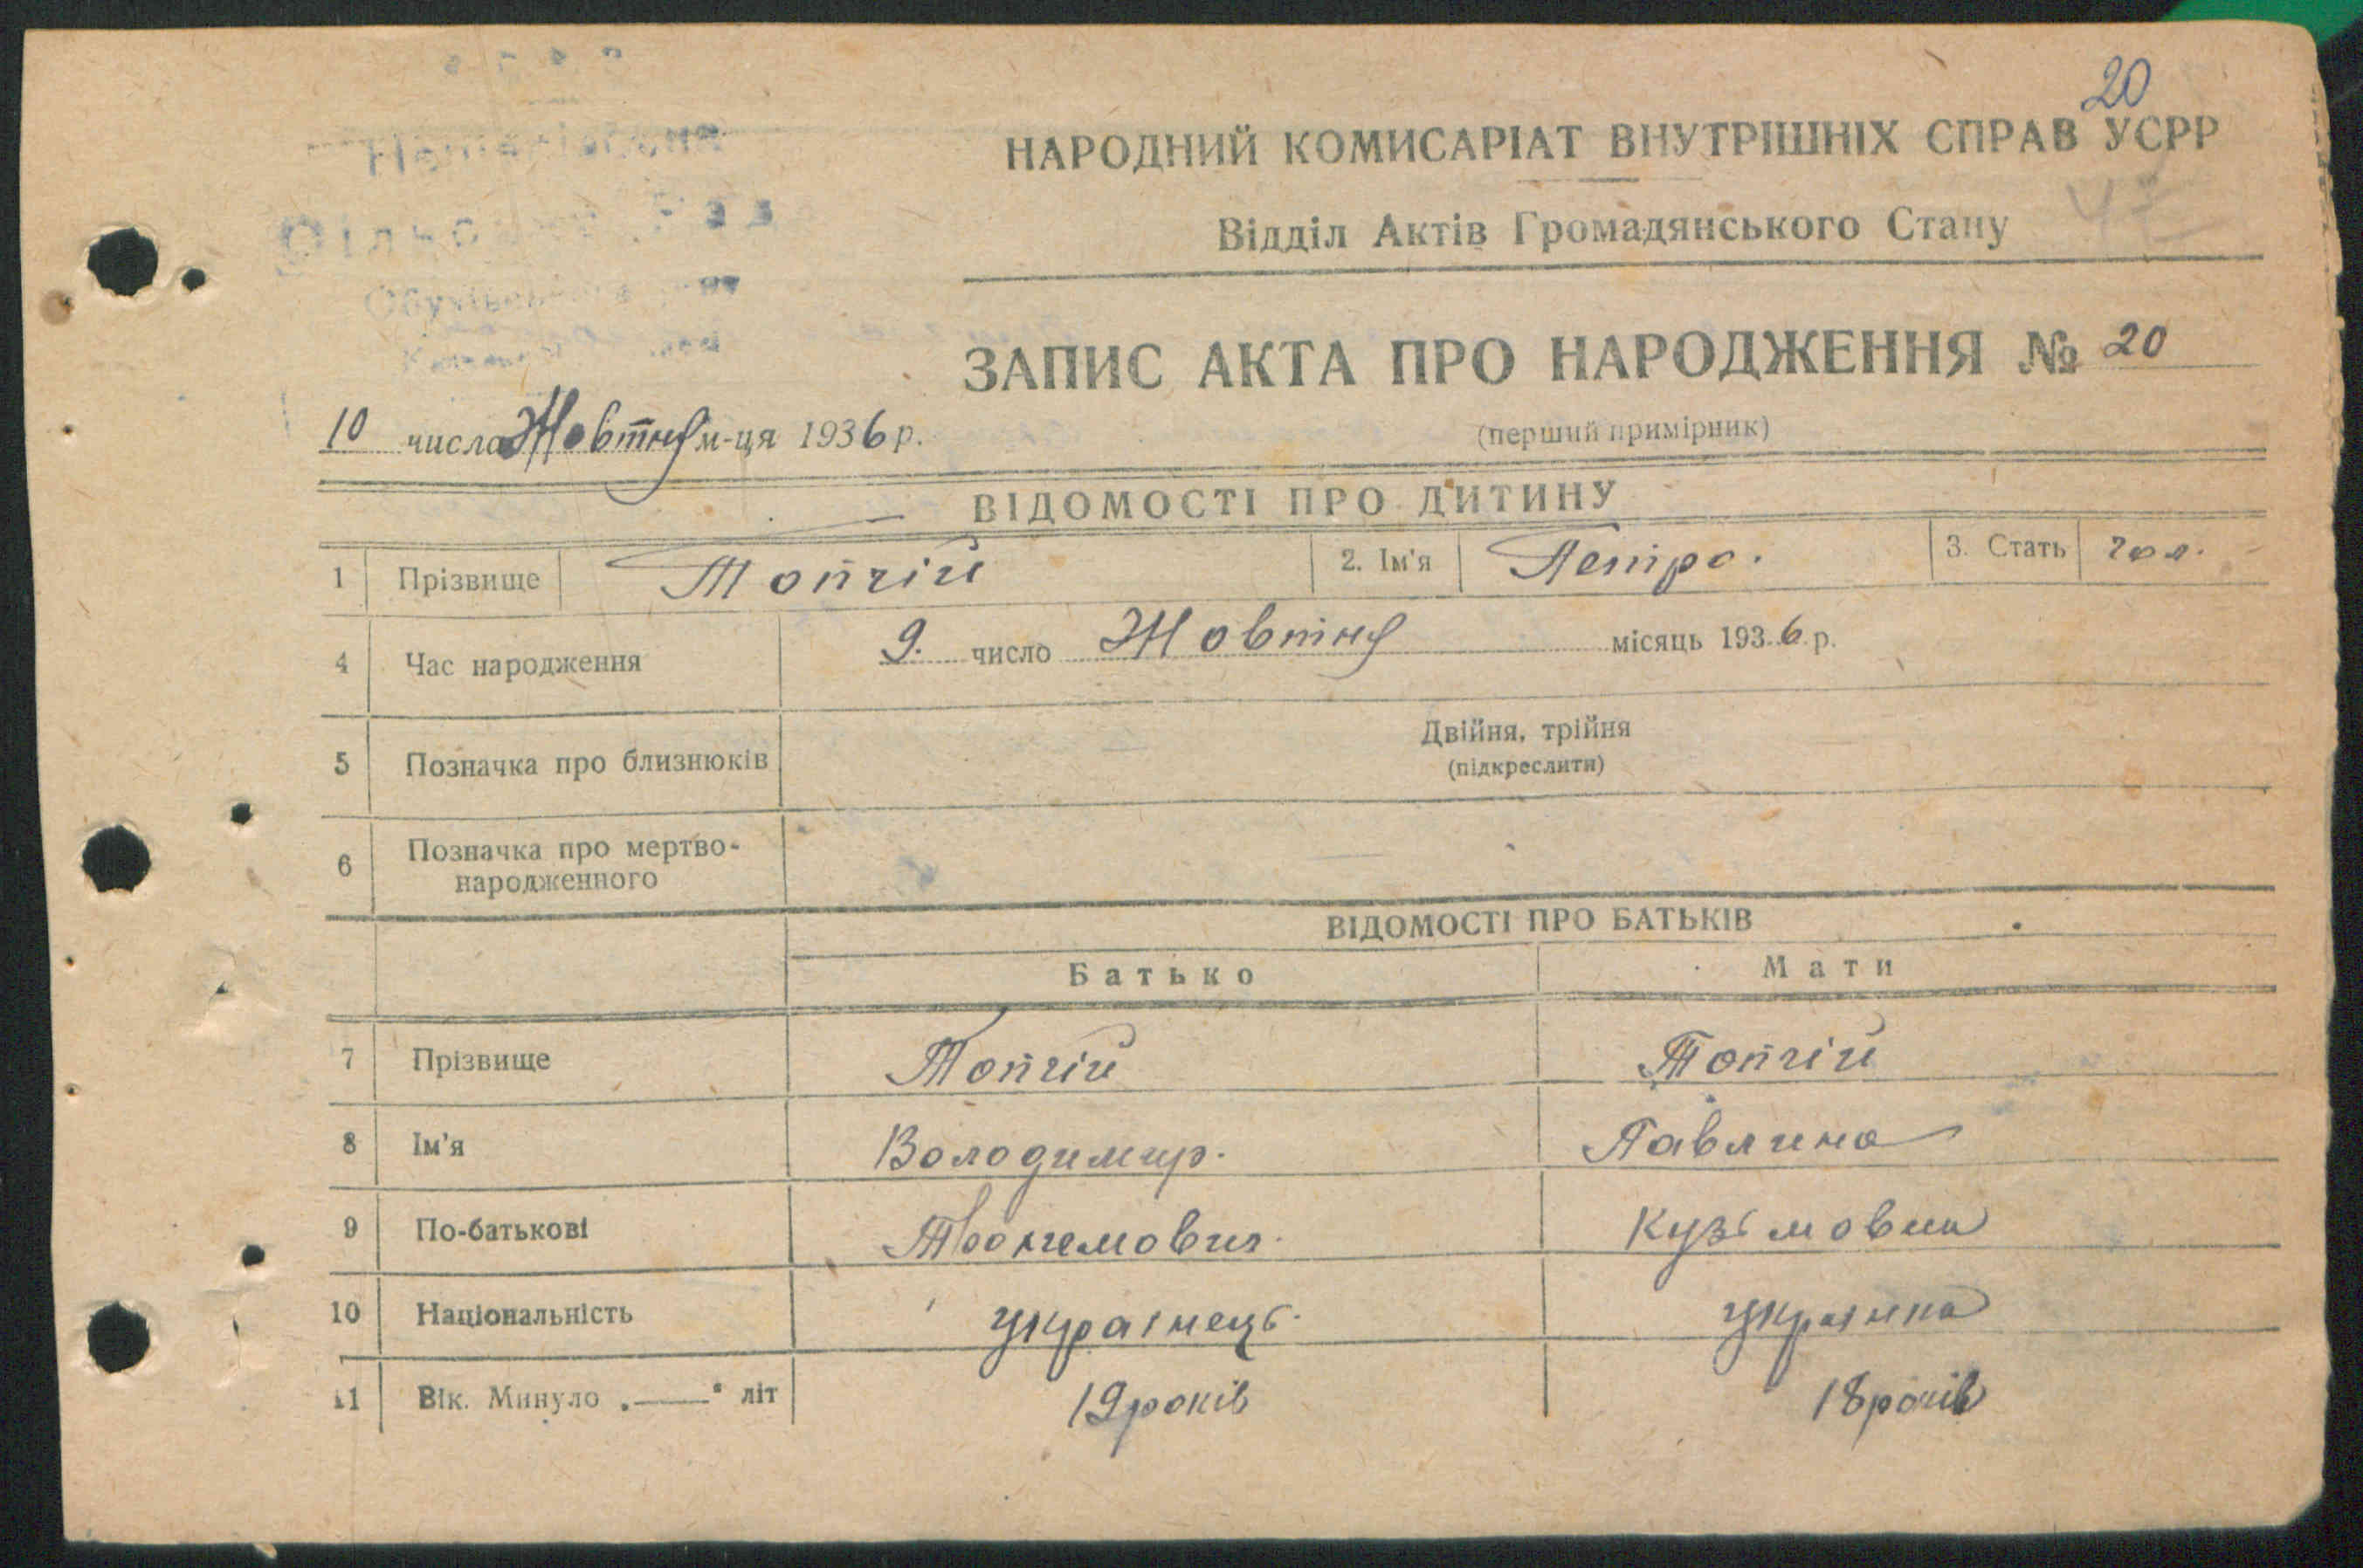 20
НАРОДНИЙ КОМИСАРІАТ ВНУТРІШНІХ СПРАВ УСРР
Відділ Актів Громадянського Стану
ЗАПИС АКТА ПРО НАРОДЖЕННЯ № 20
10 числа Жовтня м-ця 1936 р.
(перший примірник)
ВІДОМОСТІ ПРО ДИТИНУ
1 Прізвище Топчій 2. Ім'я Петро. 3. Стать чол.
4 Час народження 9. число Жовтня місяць 1936 р.
5 Позначка про близнюків Двійня, трійня
(підкреслити)
6 Позначка про мертво-
народженного
ВІДОМОСТІ ПРО БАТЬКІВ
Батько Мати
7 Прізвище Топчій Топчій
8 Ім'я Володимир. Павлина
9 По-батькові Кузьмовна
10 Національність українець. українка
11 Вік. Минуло „——“ літ 19 років 18 років